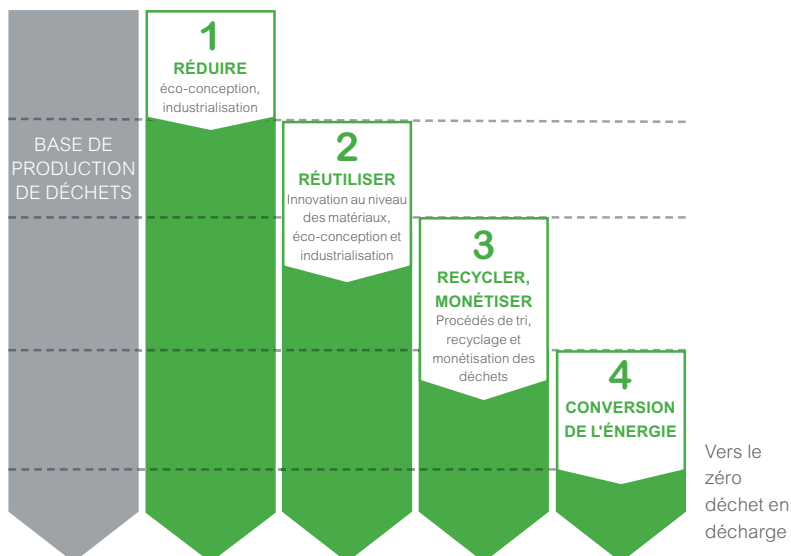 BASE DE
PRODUCTION
DE DÉCHETS
1
RÉDUIRE
éco-conception,
industrialisation
2
RÉUTILISER
Innovation au niveau
des matériaux,
éco-conception et
industrialisation
3
RECYCLER,
MONÉTISER
Procédés de tri,
recyclage et
monétisation des
déchets
4
CONVERSION
DE L'ÉNERGIE
Vers le
zéro
déchet en
décharge